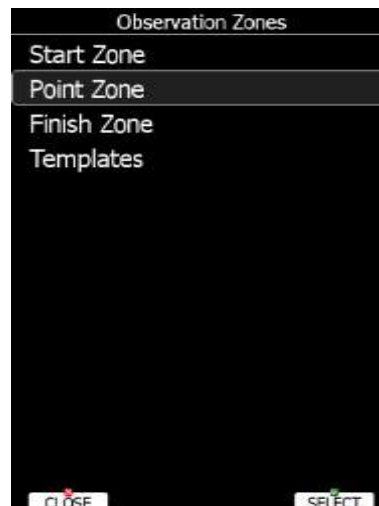 Observation Zones
Start Zone
Point Zone
Finish Zone
Templates
CLOSE SELECT